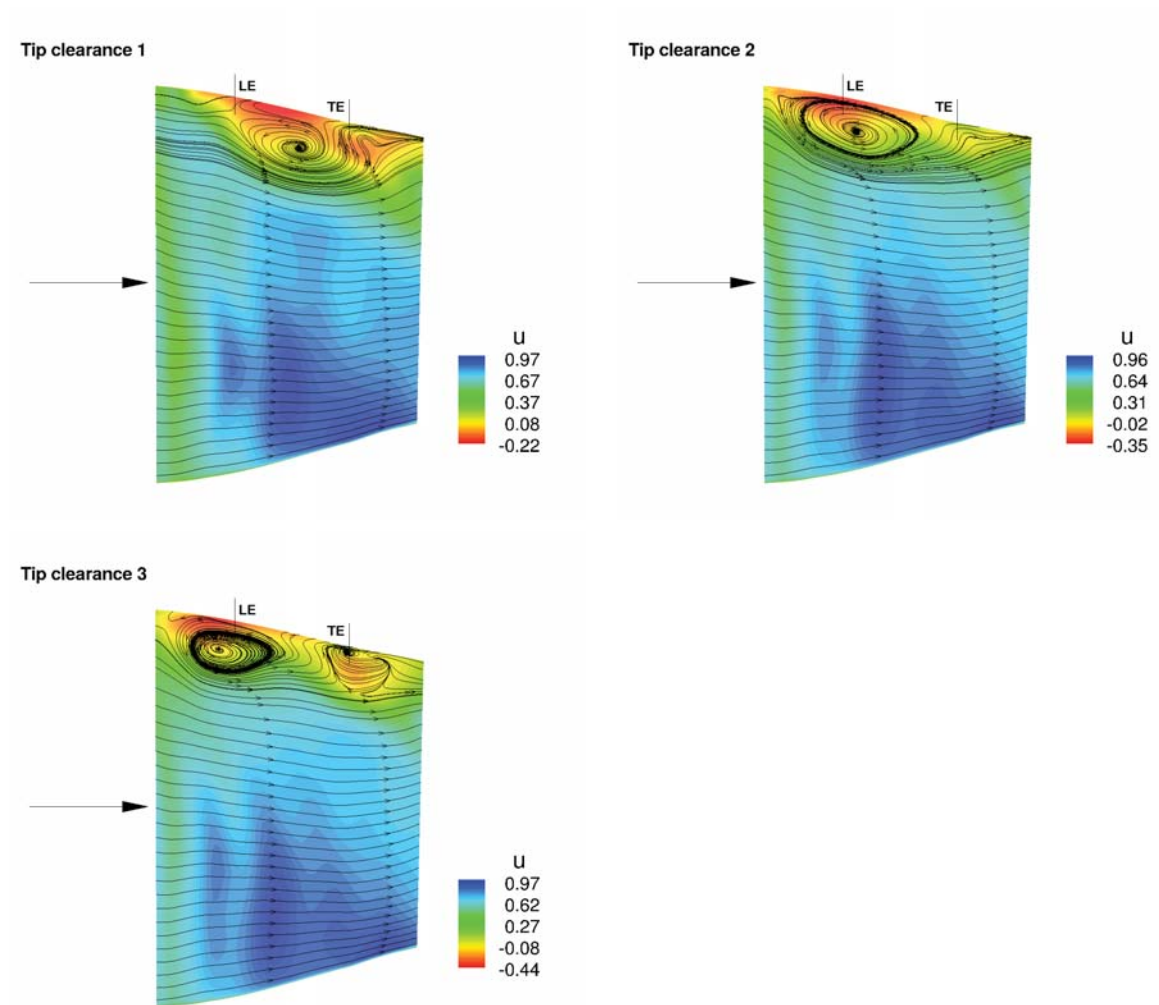 Tip clearance 1
LE
TE
u
0.97
0.67
0.37
0.08
-0.22
Tip clearance 2
LE
TE
u
0.96
0.64
0.31
-0.02
-0.35
Tip clearance 3
LE
TE
u
0.97
0.62
0.27
-0.08
-0.44